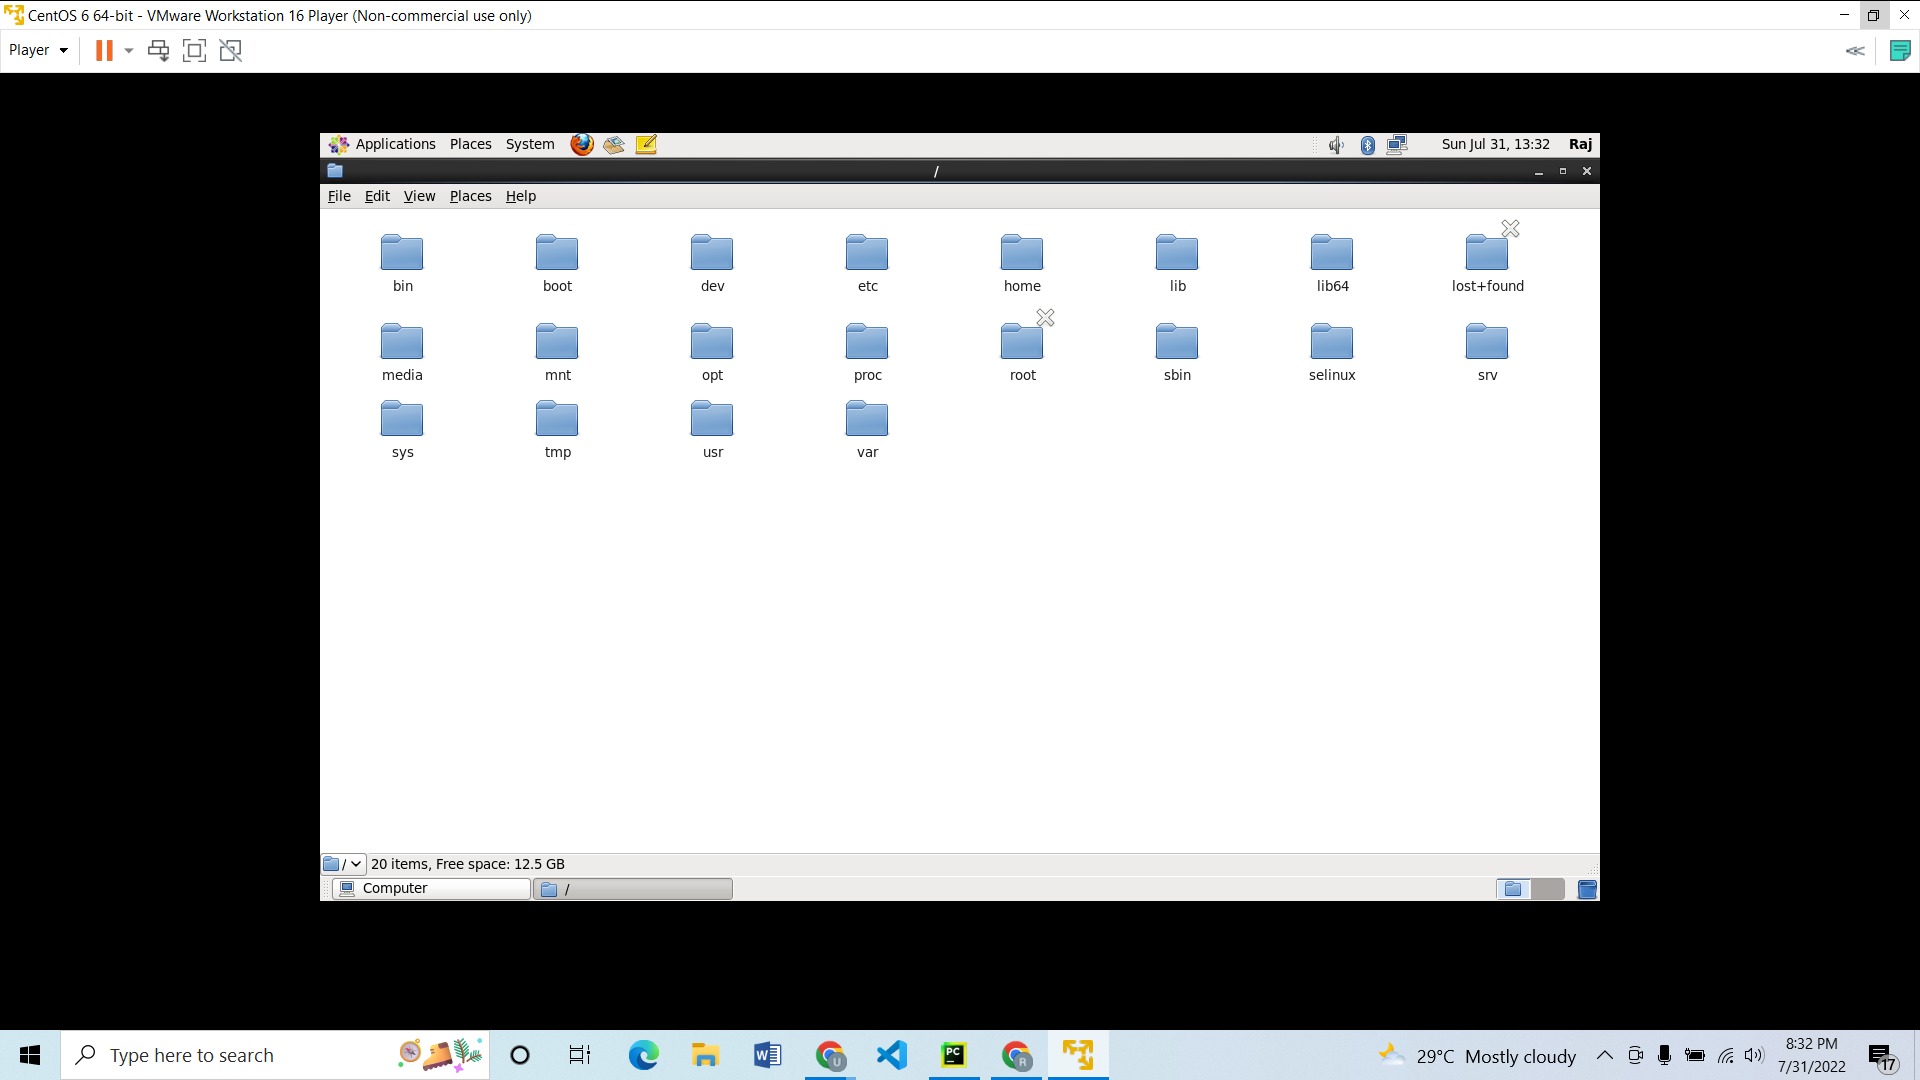 CentOS 6 64-bit - VMware Workstation 16 Player (Non-commercial use only)
Player
Applications Places System Sun Jul 31, 13:32 Raj
/
File Edit View Places Help
bin boot dev etc home lib lib64 lost+found
media mnt opt proc root sbin selinux srv
sys tmp usr var
/ 20 items, Free space: 12.5 GB
Computer /
Type here to search
W U PC R
29°C Mostly cloudy
8:32 PM
7/31/2022
17